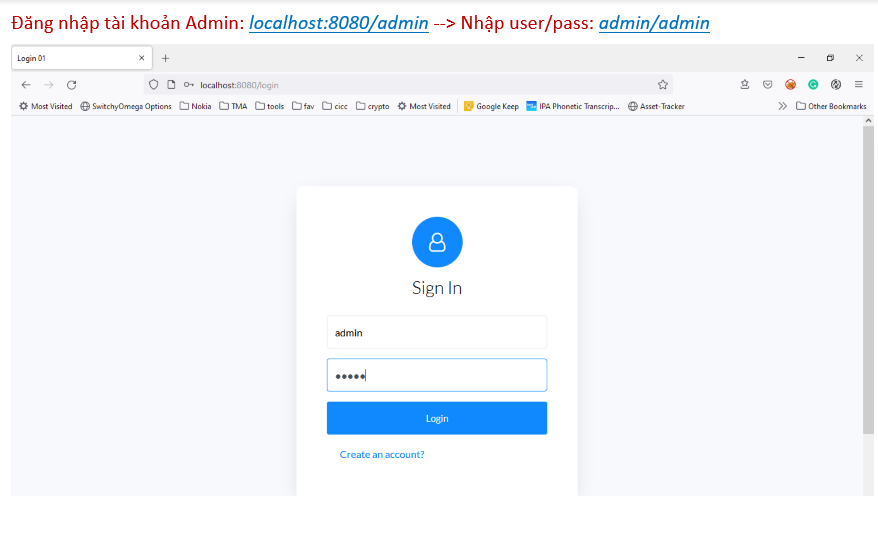 Đăng nhập tài khoản Admin: localhost:8080/admin --> Nhập user/pass: admin/admin
Login 01
localhost:8080/login
Most Visited SwitchyOmega Options Nokia TMA tools fav cicc crypto Most Visited Google Keep IPA Phonetic Transcrip... Asset-Tracker Other Bookmarks
Sign In
admin
Login
Create an account?